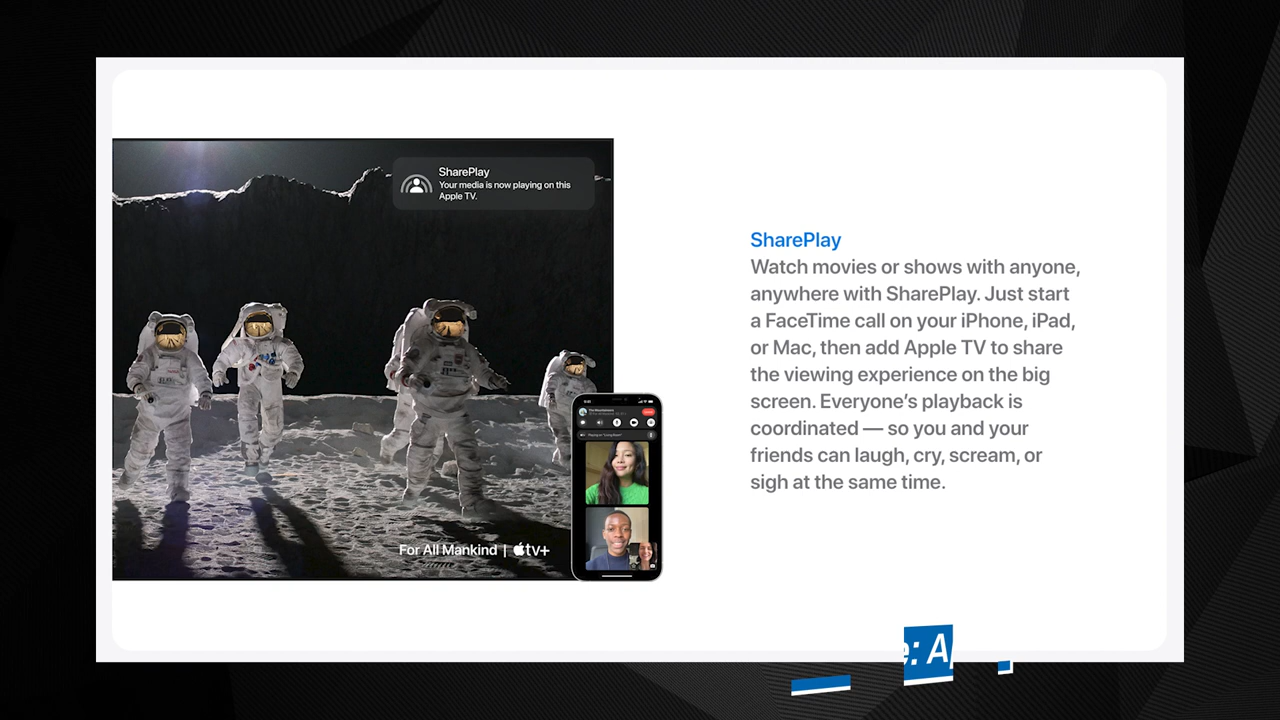 SharePlay
Your media is now playing on this
Apple TV.
For All Mankind | tv+
SharePlay
Watch movies or shows with anyone,
anywhere with SharePlay. Just start
a FaceTime call on your iPhone, iPad,
or Mac, then add Apple TV to share
the viewing experience on the big
screen. Everyone’s playback is
coordinated — so you and your
friends can laugh, cry, scream, or
sigh at the same time.
e: A